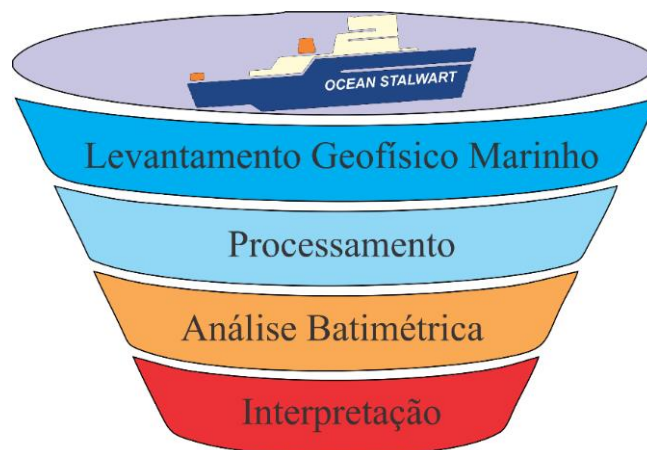 OCEAN STALWART
Levantamento Geofísico Marinho
Processamento
Análise Batimétrica
Interpretação